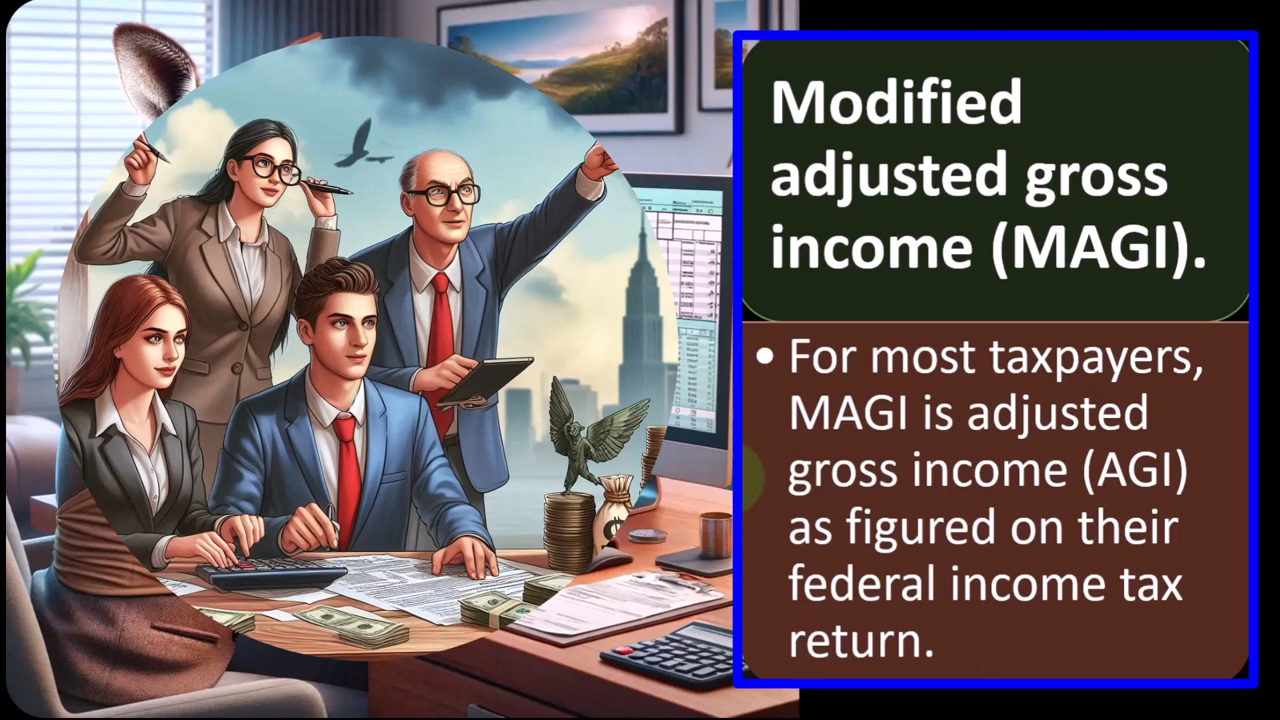 Modified
adjusted gross
income (MAGI).
• For most taxpayers,
MAGI is adjusted
gross income (AGI)
as figured on their
federal income tax
return.